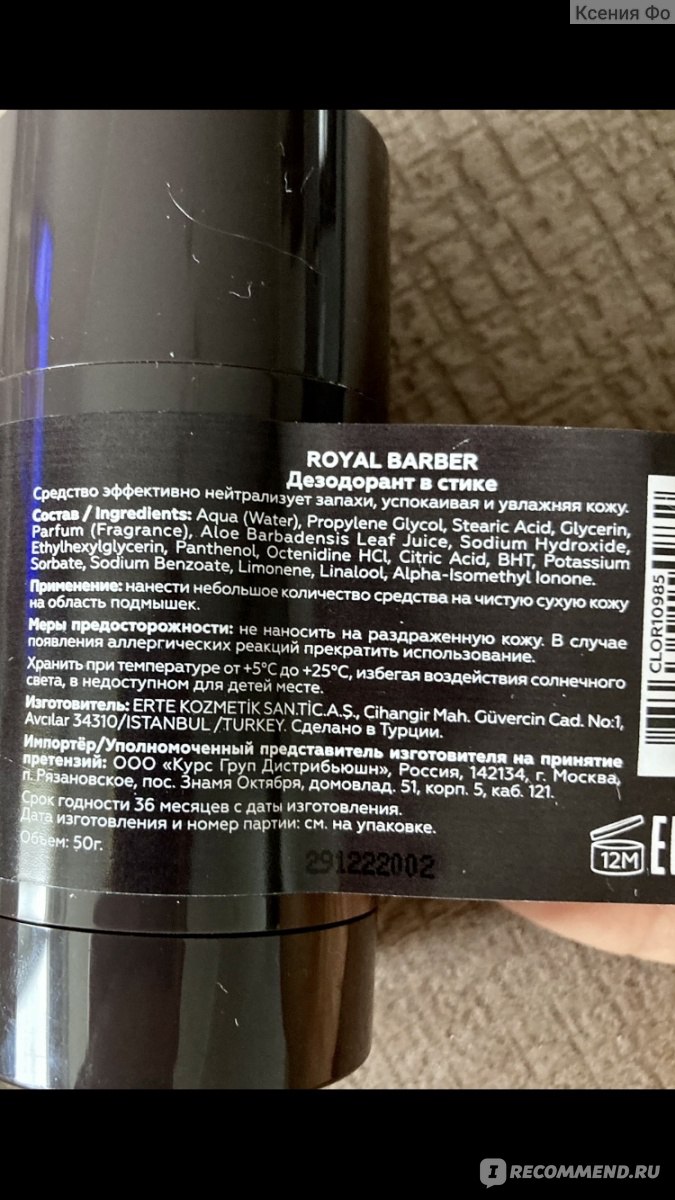 Ксения Фо
ROYAL BARBER
Дезодорант в стике
Средство эффективно нейтрализует запахи, успокаивая и увлажняя кожу.
Состав / Ingredients: Aqua (Water), Propylene Glycol, Stearic Acid, Glycerin,
Parfum (Fragrance), Aloe Barbadensis Leaf Juice, Sodium Hydroxide,
Ethylhexylglycerin, Panthenol, Octenidine HCl, Citric Acid, BHT, Potassium
Sorbate, Sodium Benzoate, Limonene, Linalool, Alpha-Isomethyl Ionone.
Применение: нанести небольшое количество средства на чистую сухую кожу
на область подмышек.
Меры предосторожности: не наносить на раздраженную кожу. В случае
появления аллергических реакций прекратить использование.
Хранить при температуре от +5°C до +25°C, избегая воздействия солнечного
света, в недоступном для детей месте.
Изготовитель: ERTE KOZMETİK SAN.TİC.A.Ş., Cihangir Mah. Güvercin Cad. No:1,
Avcılar 34310/ISTANBUL /TURKEY. Сделано в Турции.
Импортёр/Уполномоченный представитель изготовителя на принятие
претензий: ООО «Курс Груп Дистрибьюшн», Россия, 142134, г. Москва,
п. Рязановское, пос. Знамя Октября, домовлад. 51, корп. 5, каб. 121.
Срок годности 36 месяцев с даты изготовления.
Дата изготовления и номер партии: см. на упаковке.
Объем: 50г.
291222002
CLOR10985
12M
IRECOMMEND.RU